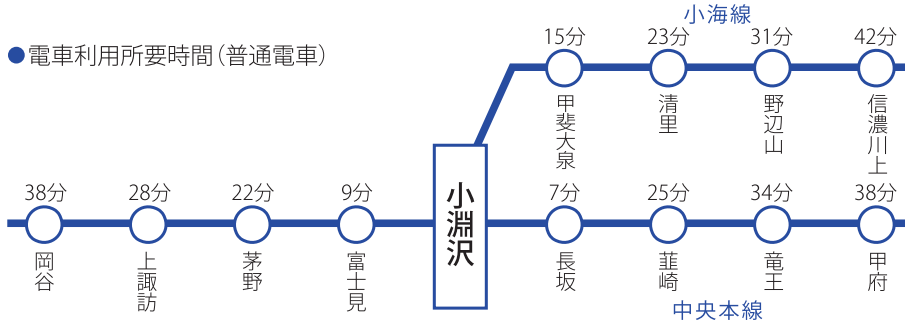 小海線
●電車利用所要時間（普通電車）
15分
23分
31分
42分
甲斐大泉
清里
野辺山
信濃川上
38分
28分
22分
9分
小淵沢
7分
25分
34分
38分
岡谷
上諏訪
茅野
富士見
長坂
韮崎
竜王
甲府
中央本線